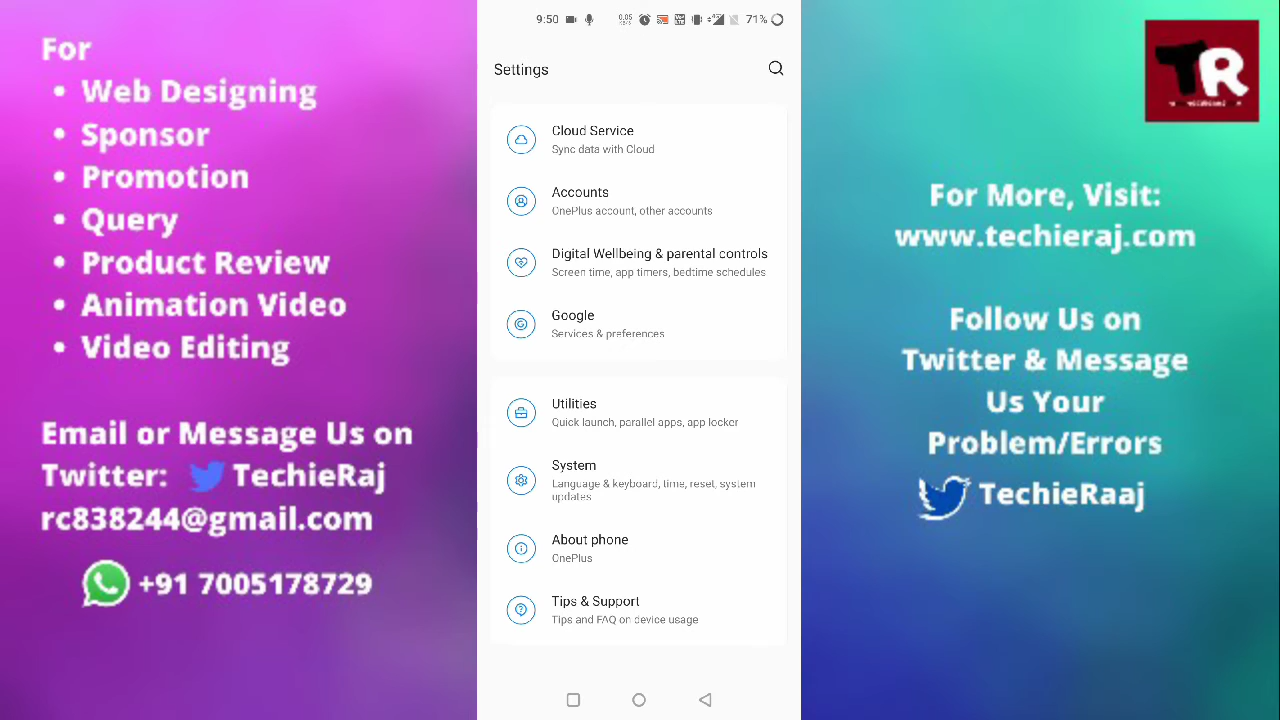 For
• Web Designing
• Sponsor
• Promotion
• Query
• Product Review
• Animation Video
• Video Editing
Email or Message Us on
Twitter: TechieRaj
rc838244@gmail.com
+91 7005178729
9:50
71%
Settings
Cloud Service
Sync data with Cloud
Accounts
OnePlus account, other accounts
Digital Wellbeing & parental controls
Screen time, app timers, bedtime schedules
Google
Services & preferences
Utilities
Quick launch, parallel apps, app locker
System
Language & keyboard, time, reset, system
updates
About phone
OnePlus
Tips & Support
Tips and FAQ on device usage
TR
For More, Visit:
www.techieraj.com
Follow Us on
Twitter & Message
Us Your
Problem/Errors
TechieRaaj